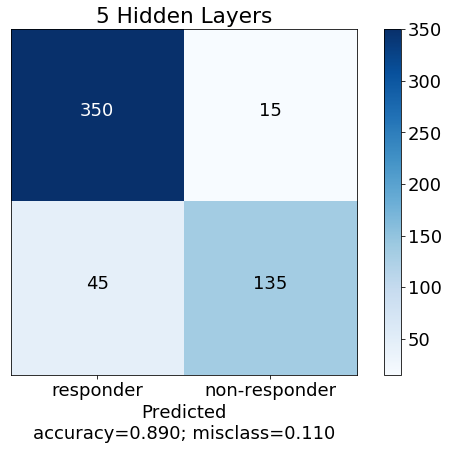 5 Hidden Layers
350 15
45 135
responder non-responder
Predicted
accuracy=0.890; misclass=0.110
350
300
250
200
150
100
50